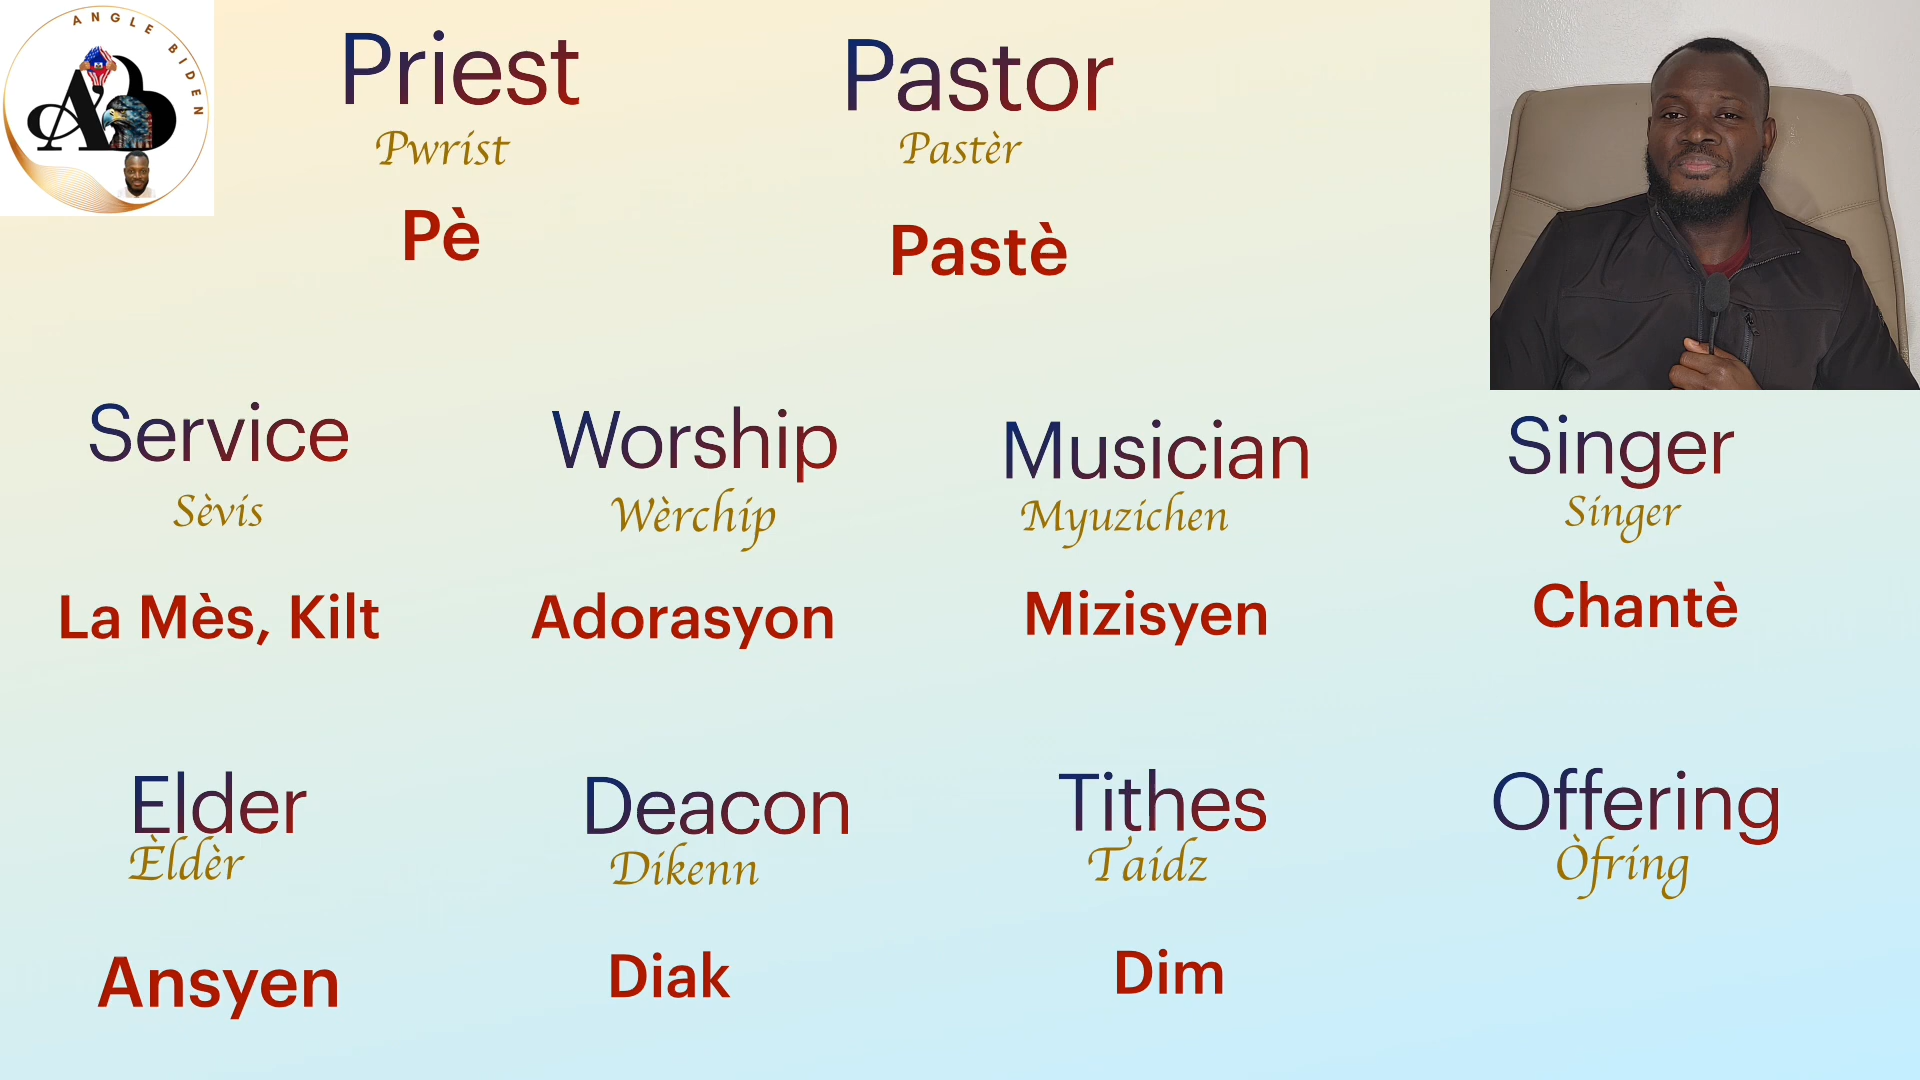 ANGLE BIDEN
AB
Priest
Pwrist
Pè
Pastor
Pastèr
Pastè
Service
Sèvis
La Mès, Kilt
Worship
Wèrchip
Adorasyon
Musician
Myuzichen
Mizisyen
Singer
Singer
Chantè
Elder
Èldèr
Ansyen
Deacon
Dikenn
Diak
Tithes
Taidz
Dim
Offering
Òfring